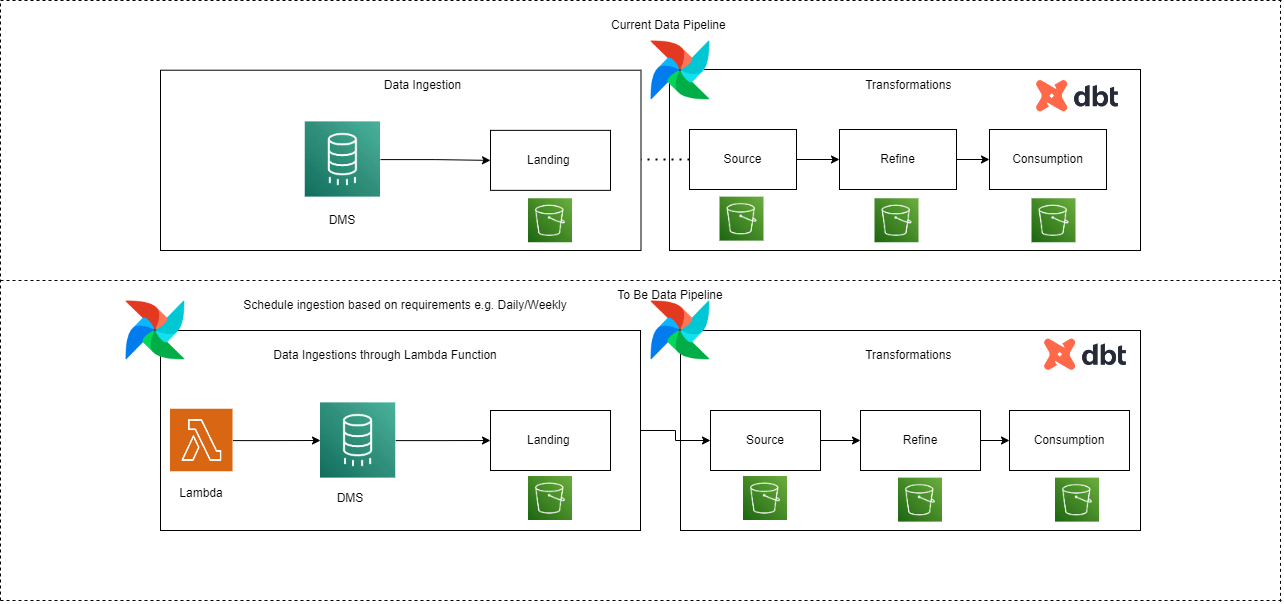 Current Data Pipeline
Data Ingestion
Transformations
dbt
Landing
Source
Refine
Consumption
DMS
To Be Data Pipeline
Schedule ingestion based on requirements e.g. Daily/Weekly
Data Ingestions through Lambda Function
Transformations
dbt
Landing
Source
Refine
Consumption
Lambda
DMS